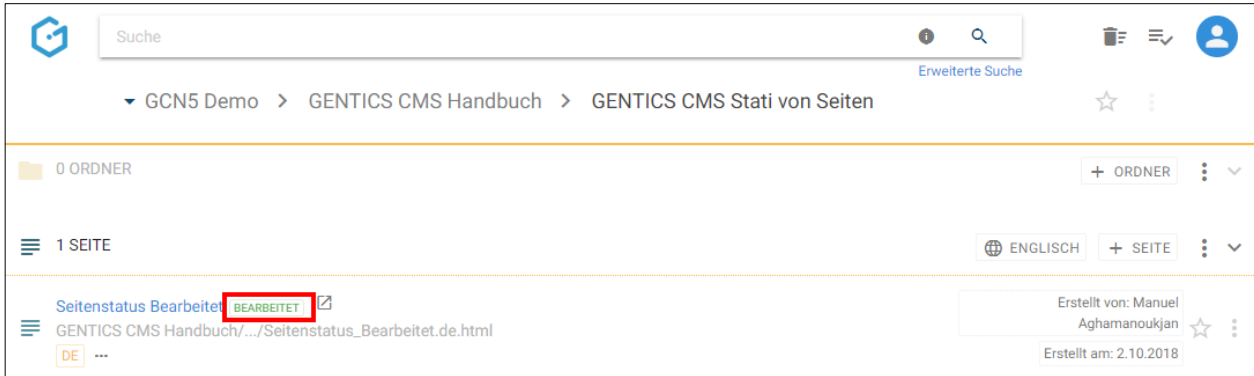 Suche
Erweiterte Suche
GCN5 Demo > GENTICS CMS Handbuch > GENTICS CMS Stati von Seiten
0 ORDNER
+ ORDNER
1 SEITE
ENGLISCH
+ SEITE
Seitenstatus Bearbeitet BEARBEITET
GENTICS CMS Handbuch/.../Seitenstatus_Bearbeitet.de.html
DE ...
Erstellt von: Manuel
Aghamanoukjan
Erstellt am: 2.10.2018